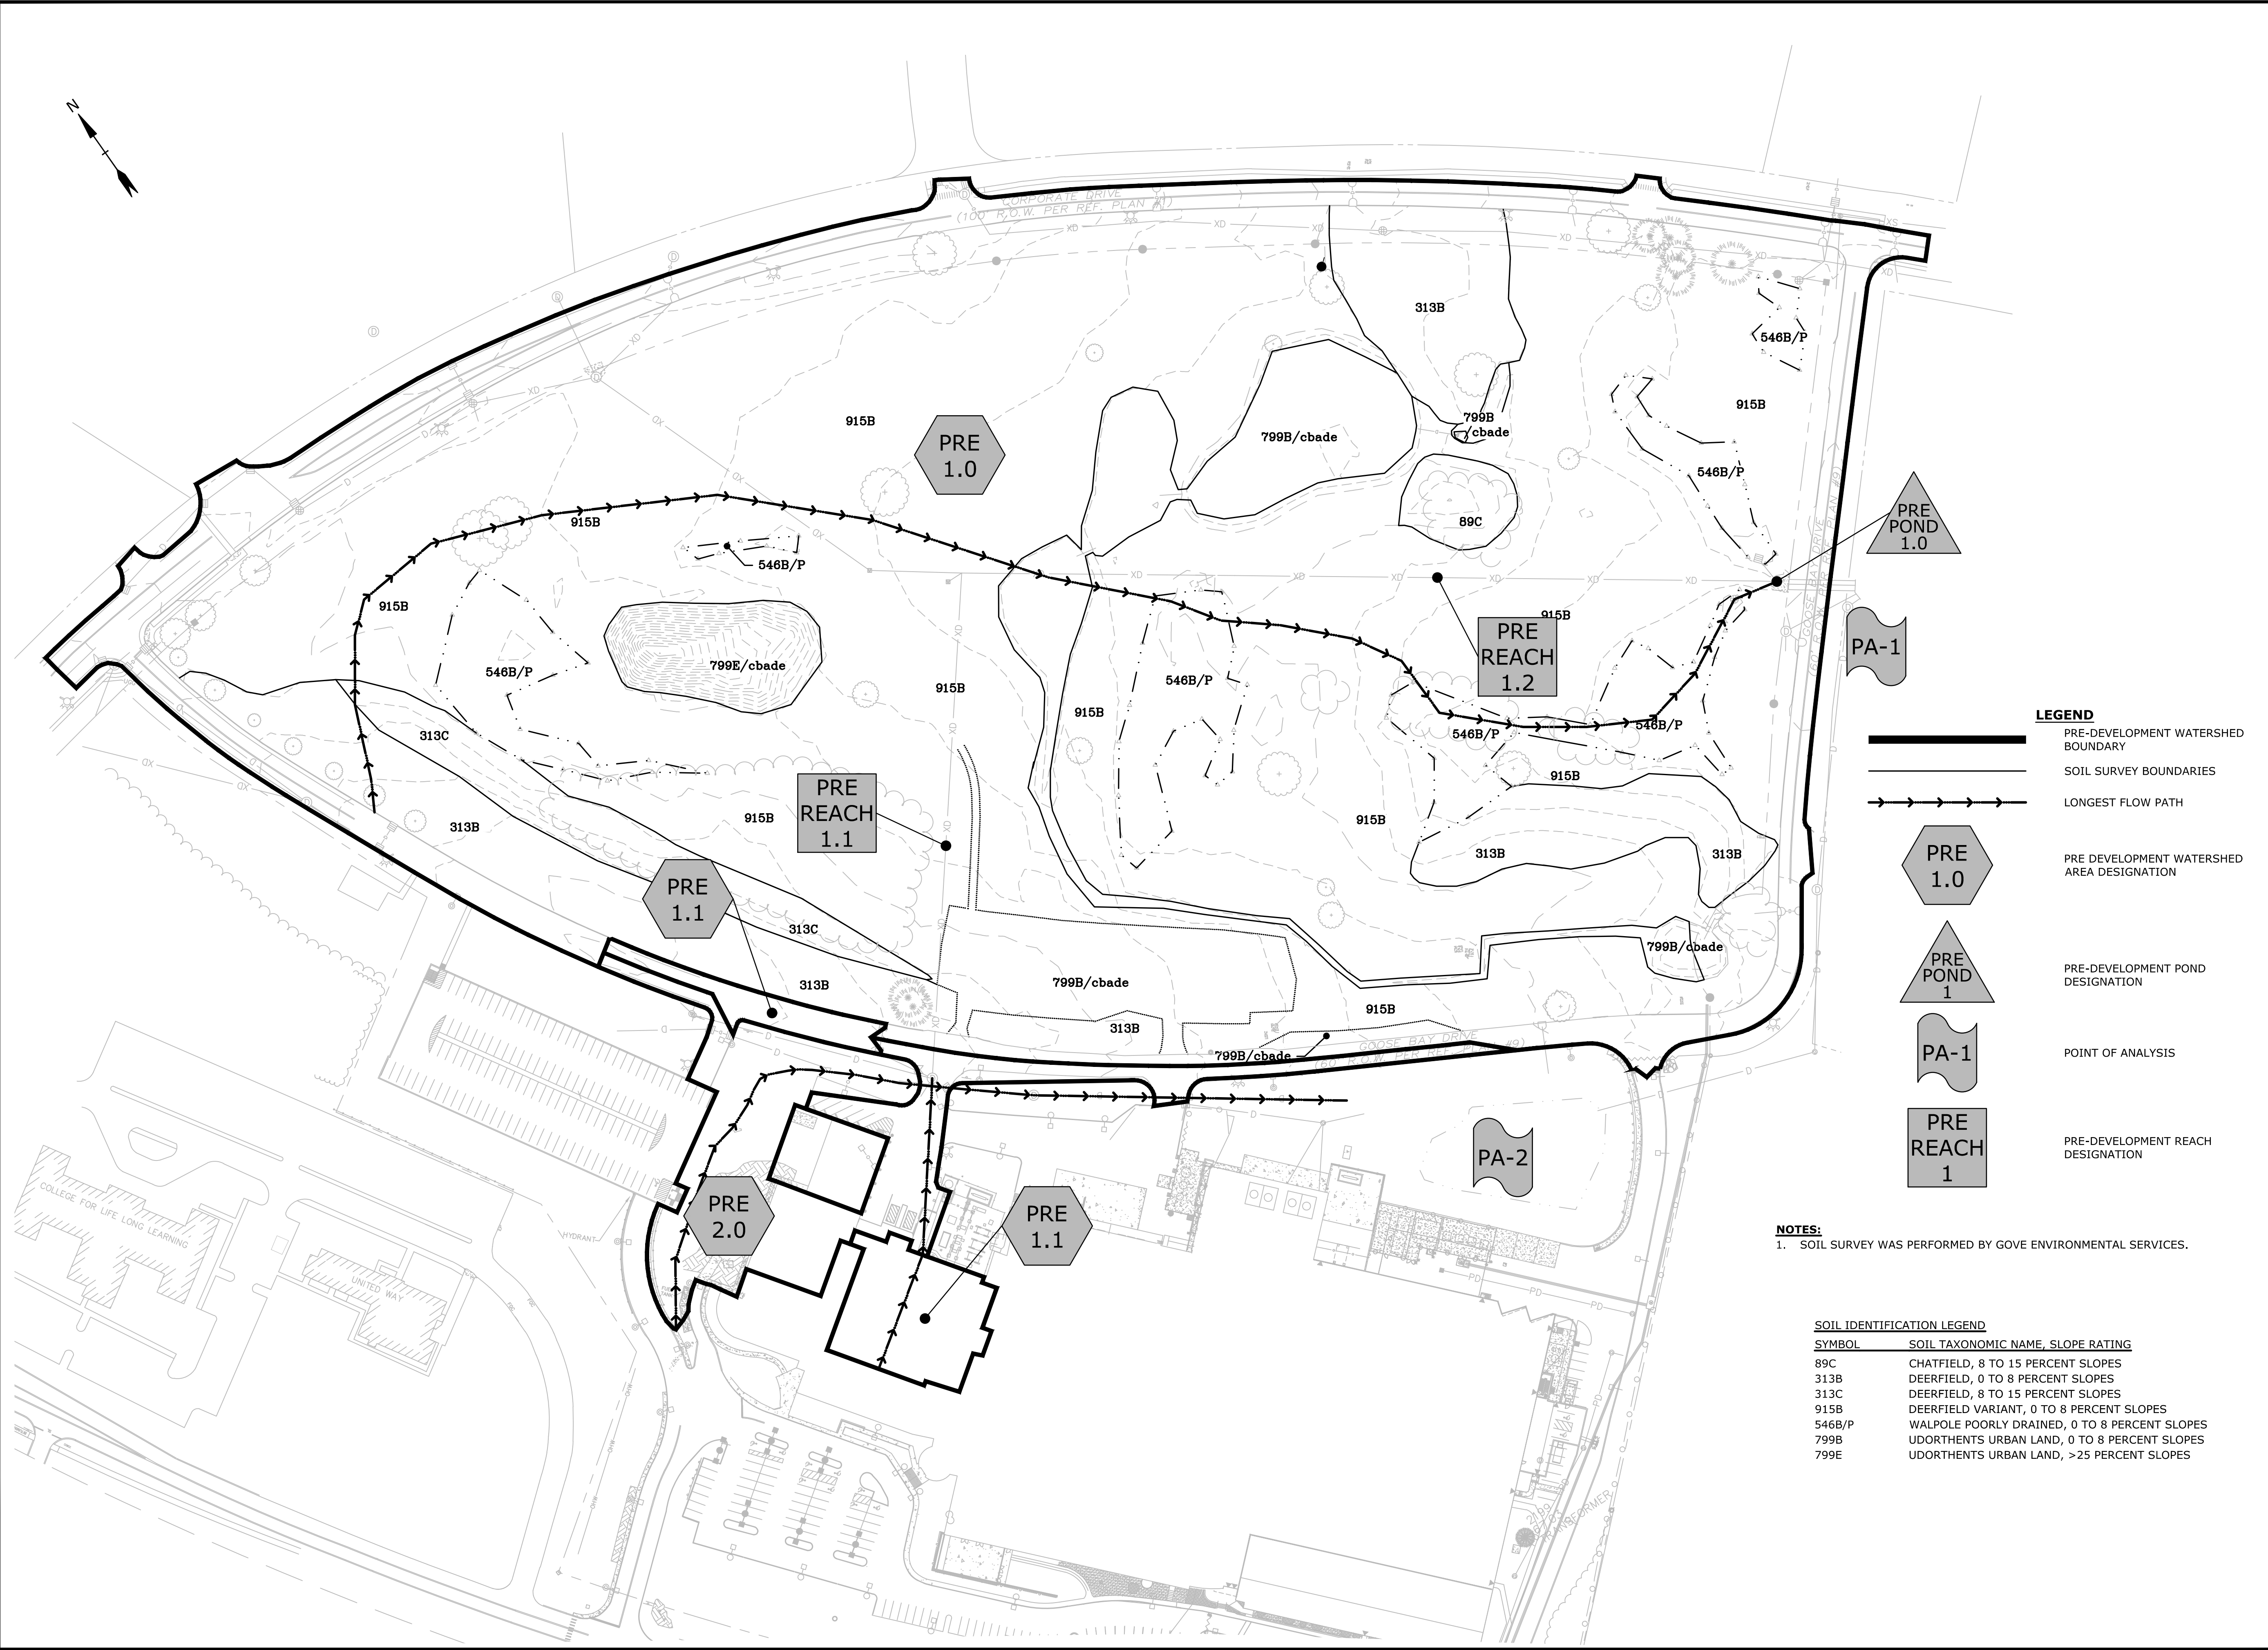 N
CORPORATE DRIVE
(100' R.O.W. PER REF. PLAN #1)
313B
546B/P
915B
915B
799B/cbade
799B
/cbade
PRE
1.0
546B/P
89C
915B
546B/P
PRE
POND
1.0
915B
915B
PRE
REACH
1.2
PA-1
799E/cbade
546B/P
546B/P
915B
915B
313C
546B/P
546B/P
915B
PRE
REACH
1.1
313B
915B
915B
313B
313B
PRE
1.1
313C
799B/cbade
313B
799B/cbade
915B
313B
799B/cbade
GOOSE BAY DRIVE
PA-2
PRE
2.0
PRE
1.1
COLLEGE FOR LIFE LONG LEARNING
UNITED WAY
HYDRANT
TRANSFORMER
LEGEND
PRE-DEVELOPMENT WATERSHED
BOUNDARY
SOIL SURVEY BOUNDARIES
LONGEST FLOW PATH
PRE
1.0
PRE DEVELOPMENT WATERSHED
AREA DESIGNATION
PRE
POND
1
PRE-DEVELOPMENT POND
DESIGNATION
PA-1
POINT OF ANALYSIS
PRE
REACH
1
PRE-DEVELOPMENT REACH
DESIGNATION
NOTES:
1. SOIL SURVEY WAS PERFORMED BY GOVE ENVIRONMENTAL SERVICES.
SOIL IDENTIFICATION LEGEND
SYMBOL SOIL TAXONOMIC NAME, SLOPE RATING
89C CHATFIELD, 8 TO 15 PERCENT SLOPES
313B DEERFIELD, 0 TO 8 PERCENT SLOPES
313C DEERFIELD, 8 TO 15 PERCENT SLOPES
915B DEERFIELD VARIANT, 0 TO 8 PERCENT SLOPES
546B/P WALPOLE POORLY DRAINED, 0 TO 8 PERCENT SLOPES
799B UDORTHENTS URBAN LAND, 0 TO 8 PERCENT SLOPES
799E UDORTHENTS URBAN LAND, >25 PERCENT SLOPES